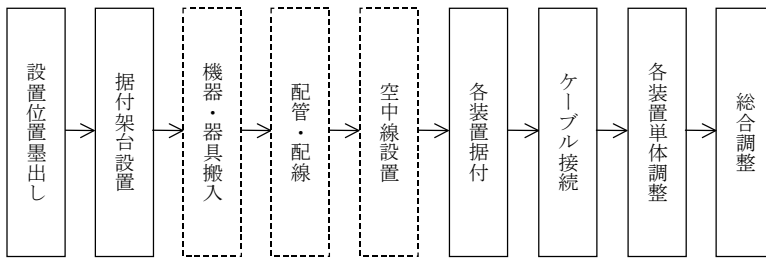 設置位置墨出し
据付架台設置
機器・器具搬入
配管・配線
空中線設置
各装置据付
ケーブル接続
各装置単体調整
総合調整